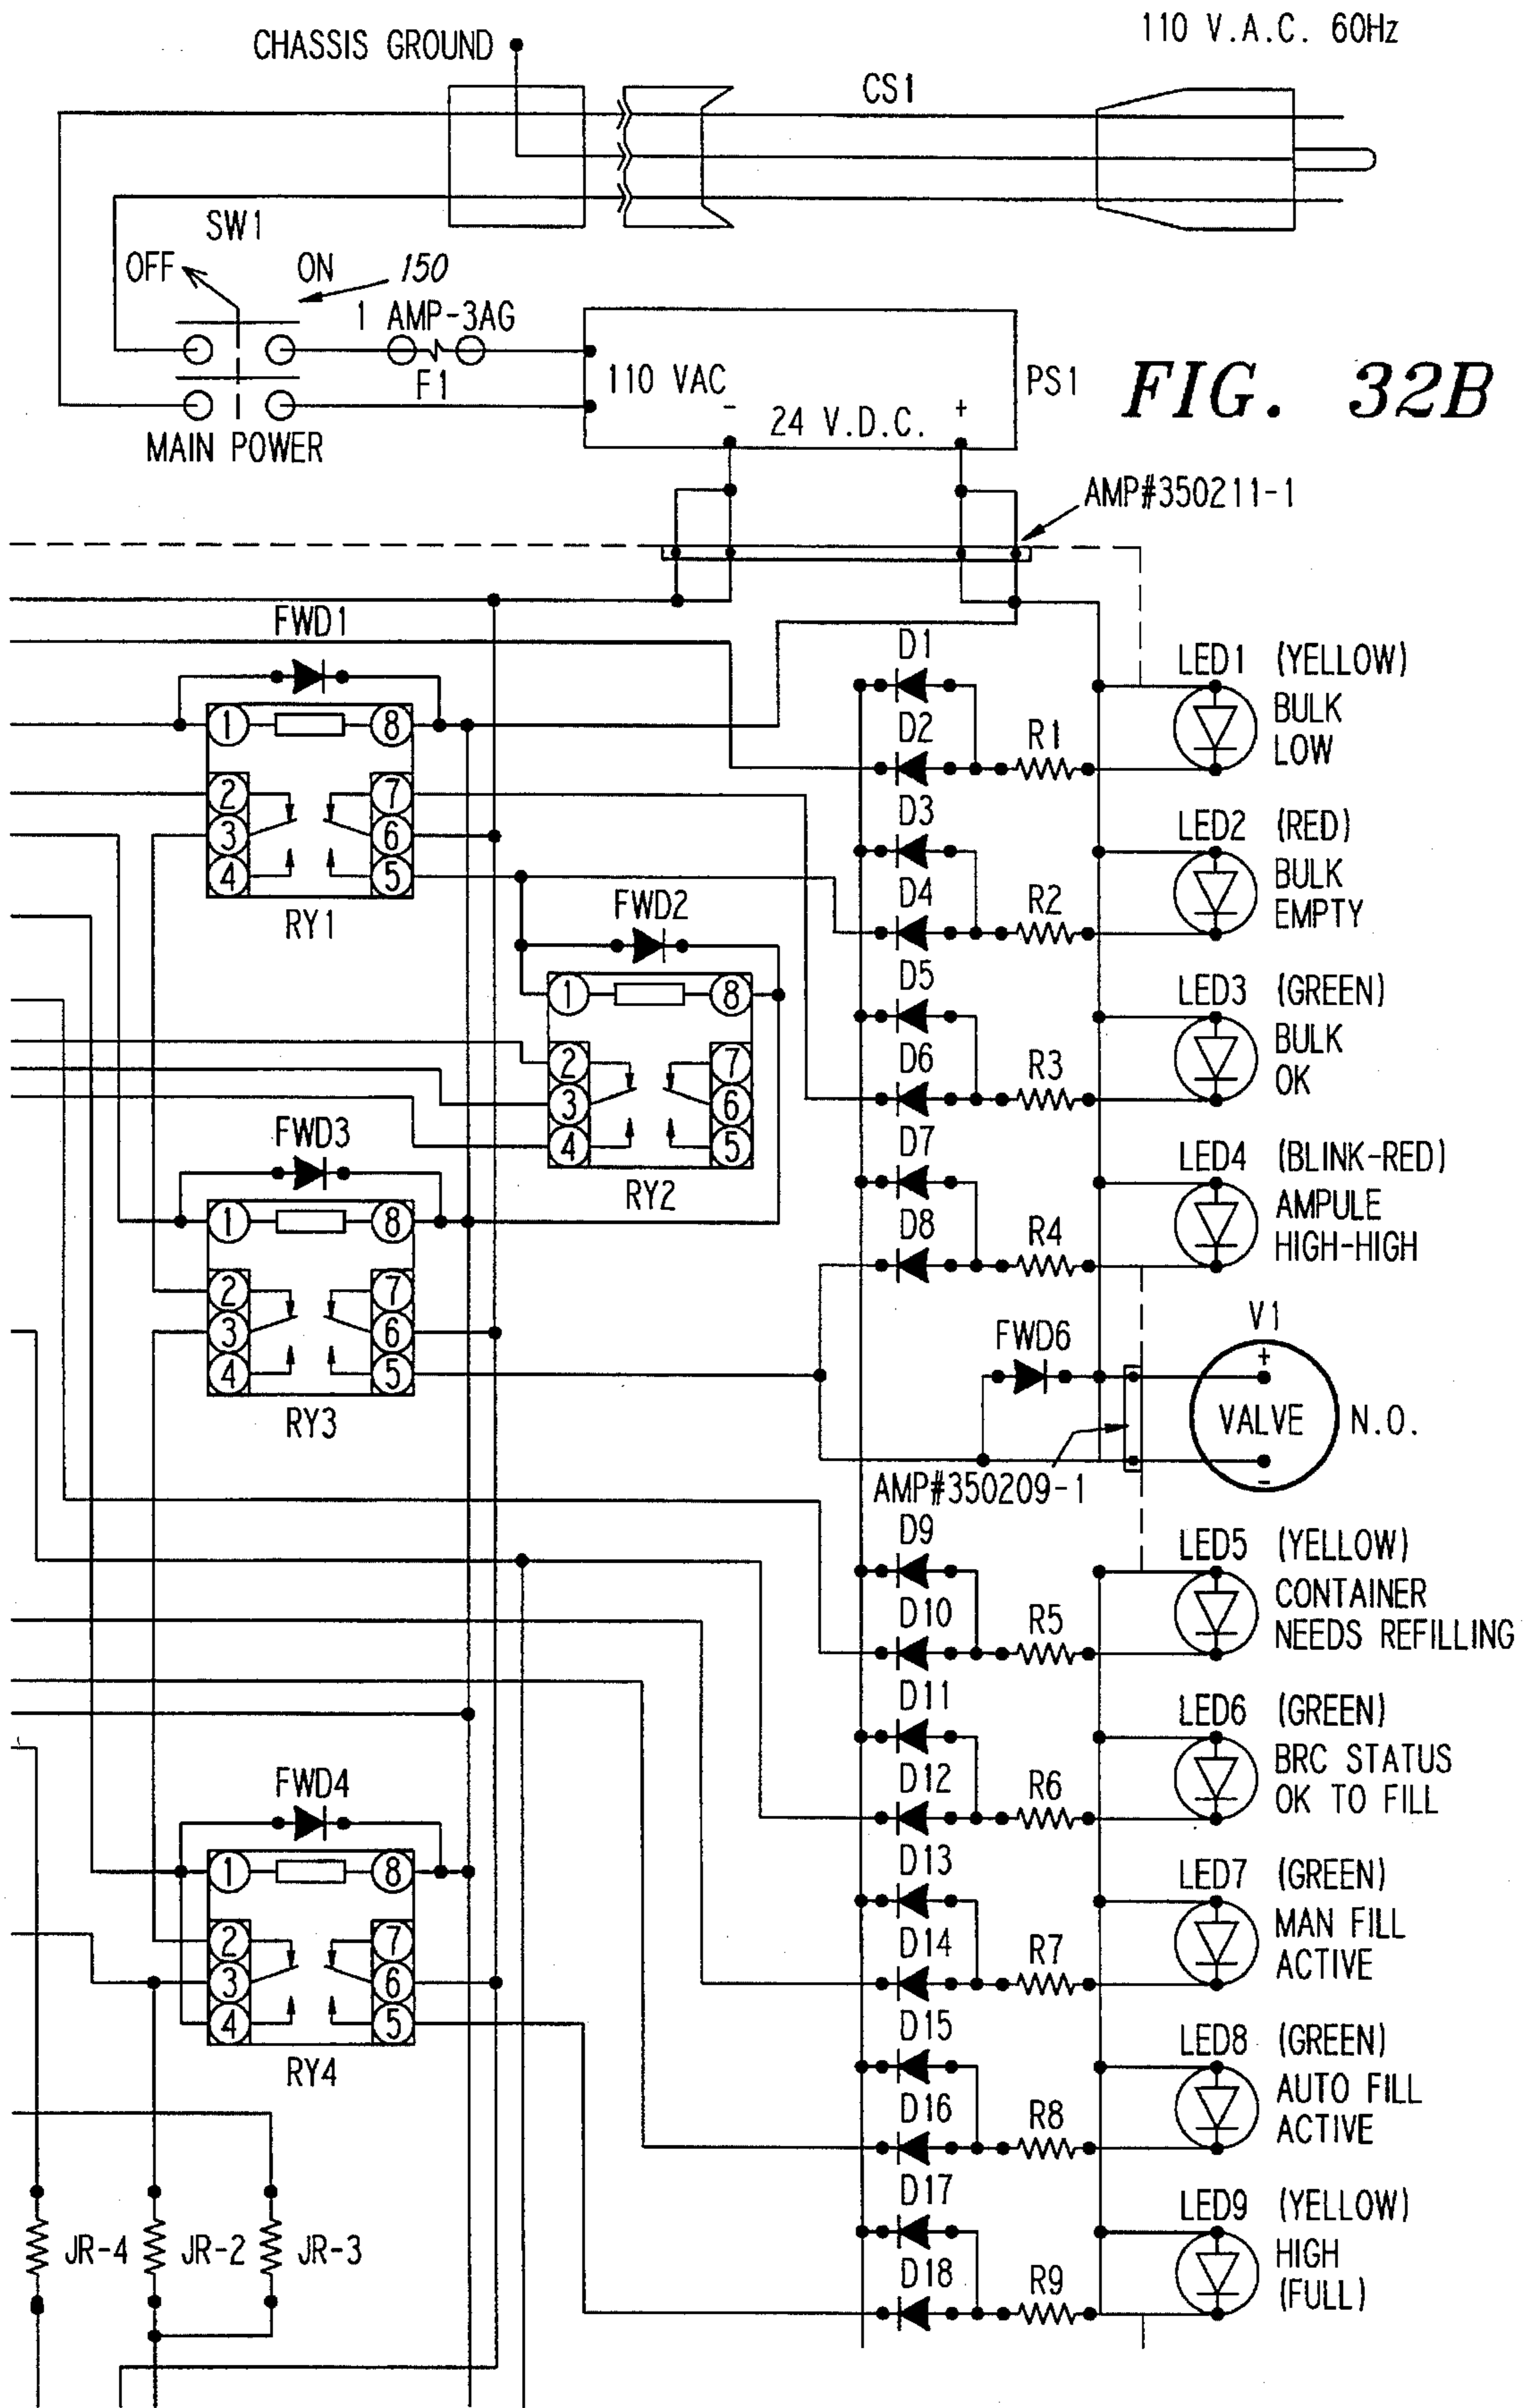 110 V.A.C. 60Hz
CHASSIS GROUND
CS1
SW1
OFF
ON
150
1 AMP-3AG
F1
MAIN POWER
110 VAC
-
24 V.D.C.
+
PS1
FIG. 32B
AMP#350211-1
FWD1
1
8
2
7
3
6
4
5
RY1
FWD2
1
8
2
7
3
6
4
5
RY2
FWD3
1
8
2
7
3
6
4
5
RY3
FWD4
1
8
2
7
3
6
4
5
RY4
JR-4
JR-2
JR-3
D1
D2
R1
LED1 (YELLOW)
BULK
LOW
D3
D4
R2
LED2 (RED)
BULK
EMPTY
D5
D6
R3
LED3 (GREEN)
BULK
OK
D7
D8
R4
LED4 (BLINK-RED)
AMPULE
HIGH-HIGH
FWD6
V1
+
VALVE
N.O.
-
AMP#350209-1
D9
D10
R5
LED5 (YELLOW)
CONTAINER
NEEDS REFILLING
D11
D12
R6
LED6 (GREEN)
BRC STATUS
OK TO FILL
D13
D14
R7
LED7 (GREEN)
MAN FILL
ACTIVE
D15
D16
R8
LED8 (GREEN)
AUTO FILL
ACTIVE
D17
D18
R9
LED9 (YELLOW)
HIGH
(FULL)